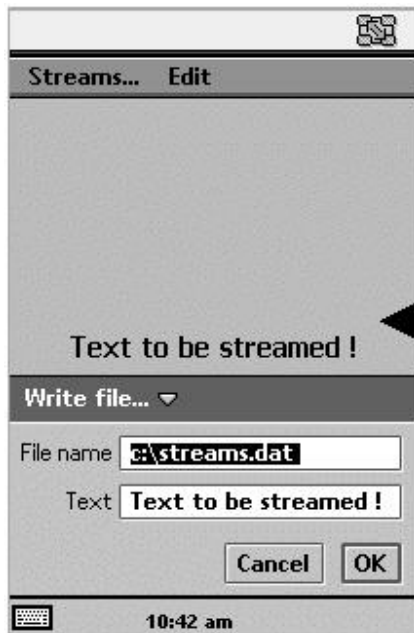 Streams... Edit
Text to be streamed !
Write file...
File name c:\streams.dat
Text Text to be streamed !
Cancel OK
10:42 am